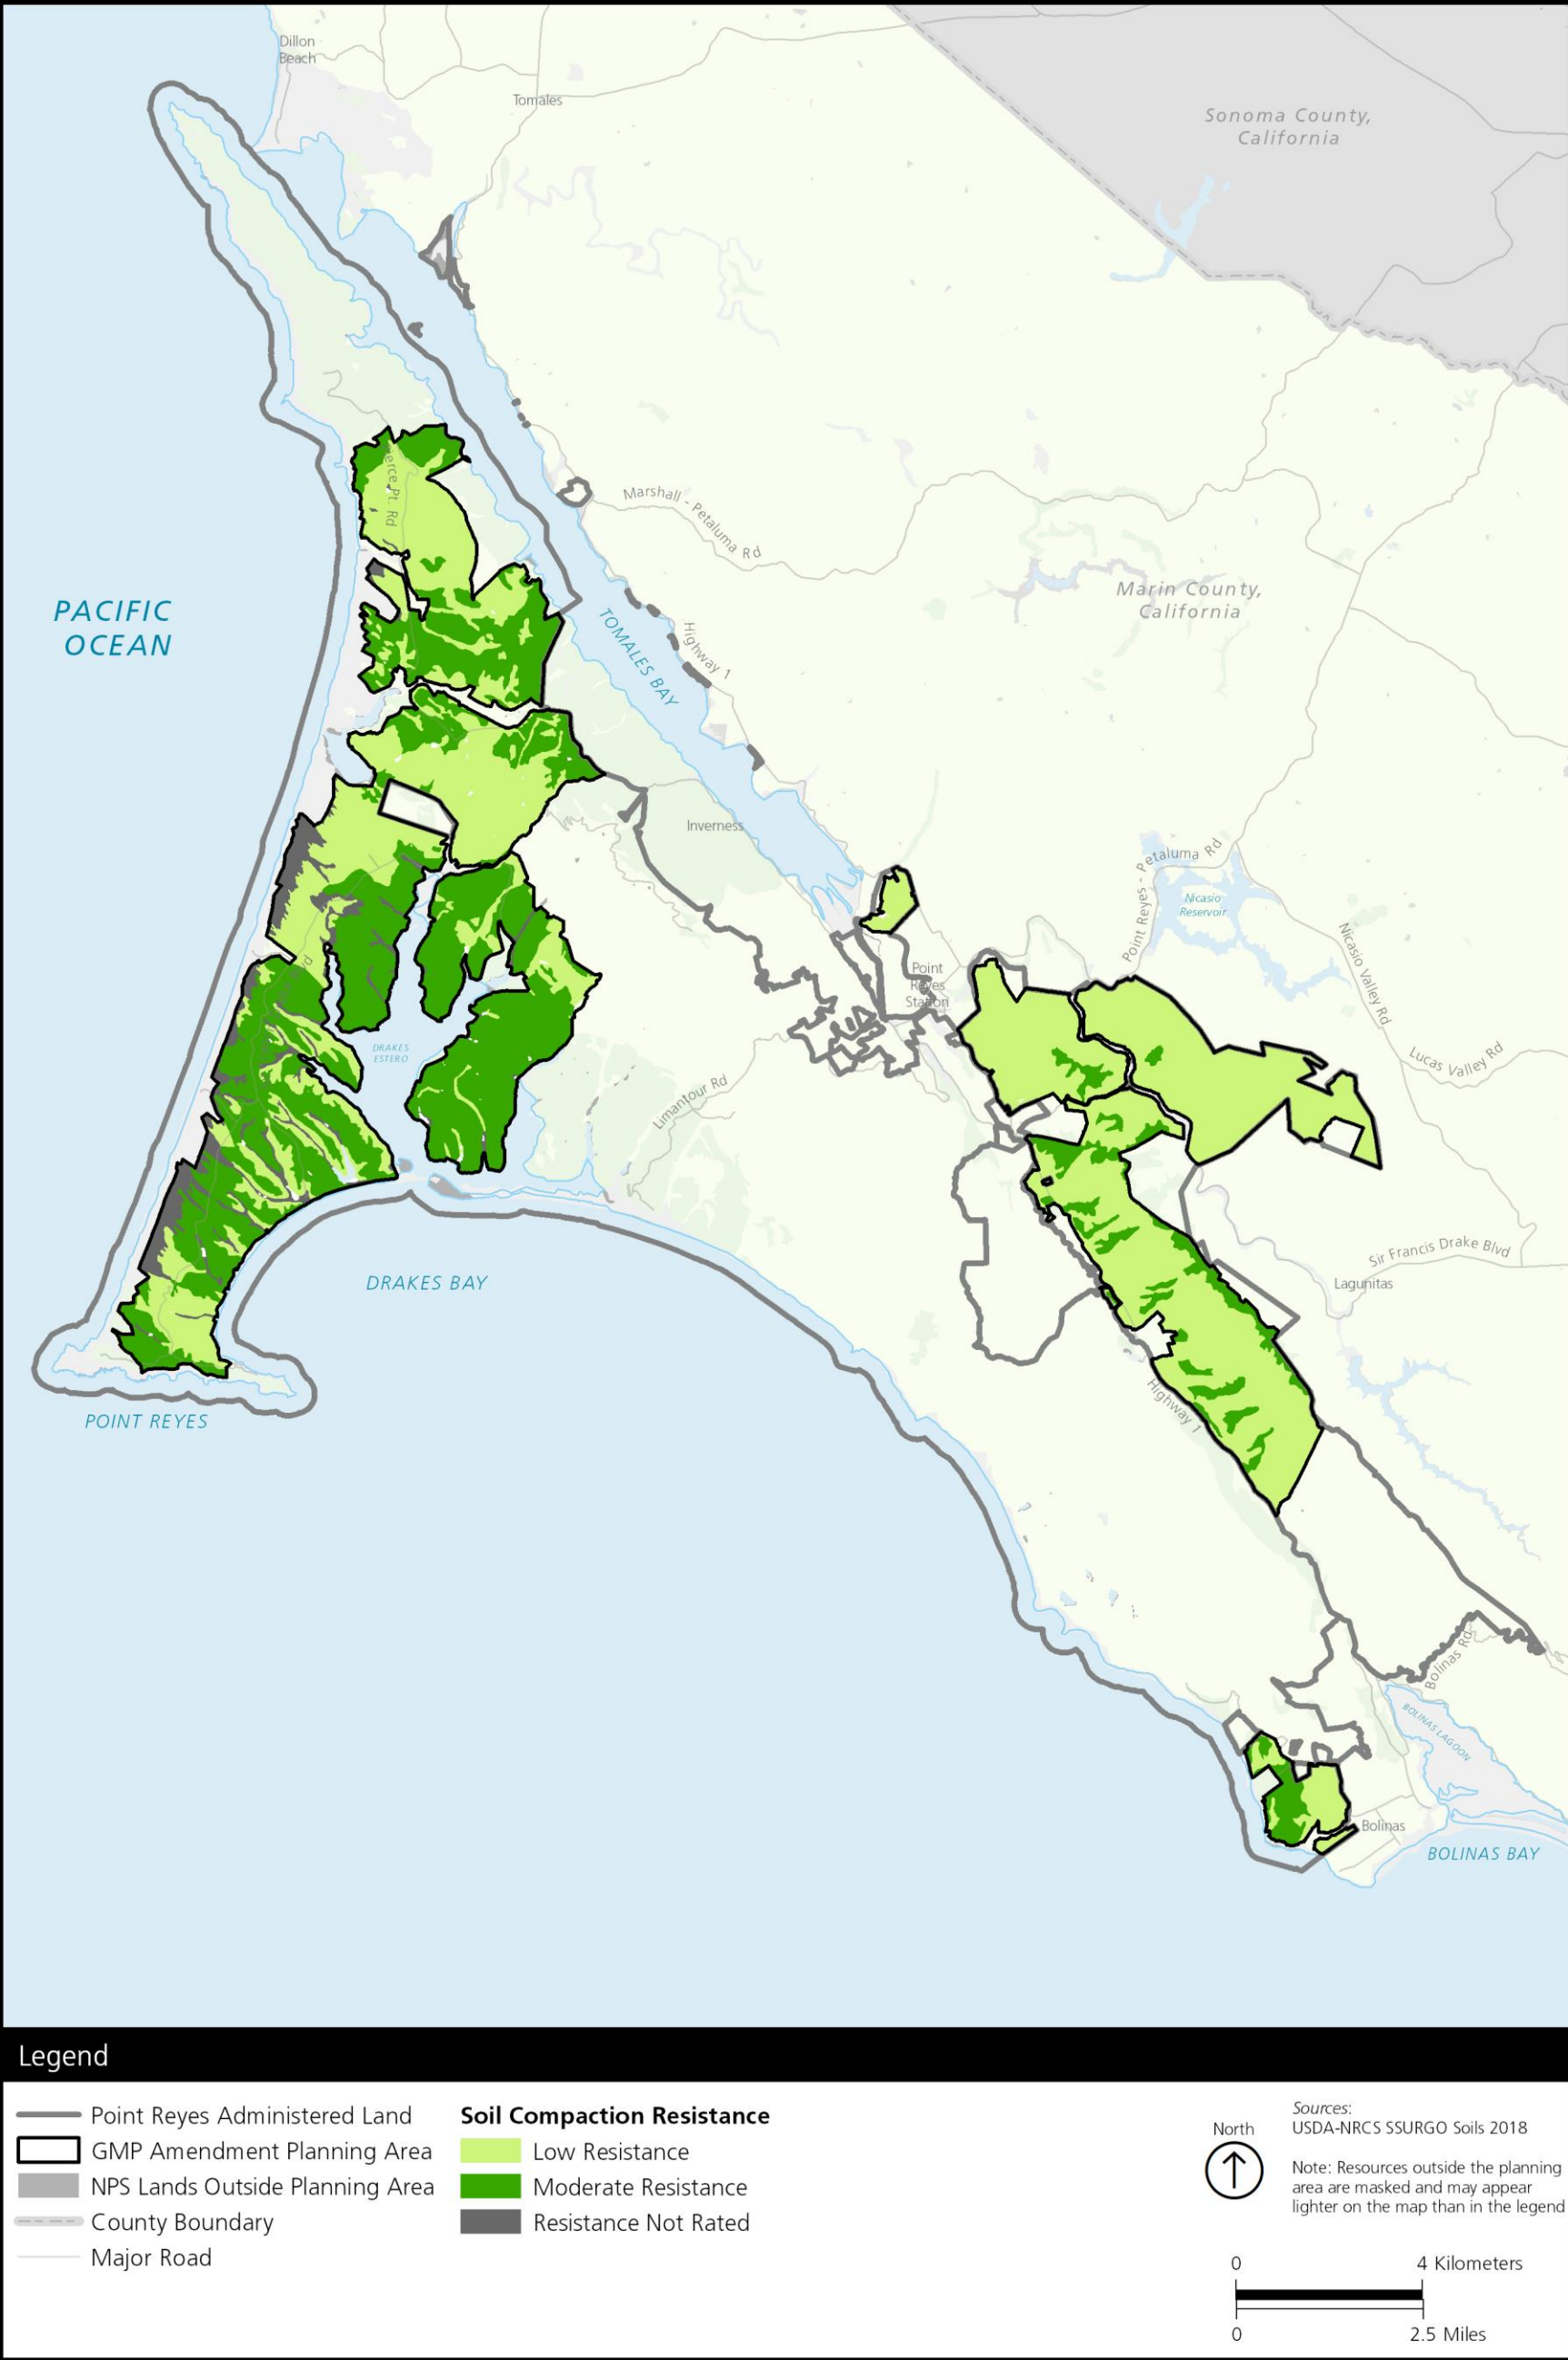 Dillon
Beach
Tomales
Sonoma County,
California
erce Pt. Rd
Marshall - Petaluma Rd
Marin County,
California
PACIFIC
OCEAN
TOMALES BAY
Highway 1
Inverness
Point Reyes - Petaluma Rd
Nicasio
Reservoir
Nicasio Valley Rd
Point
Reyes
Station
Lucas Valley Rd
vd
DRAKES
ESTERO
Limantour Rd
Sir Francis Drake Blvd
Lagunitas
DRAKES BAY
Highway 1
POINT REYES
Bolinas Rd
BOLINAS LAGOON
Bolinas
BOLINAS BAY
Legend
Point Reyes Administered Land
GMP Amendment Planning Area
NPS Lands Outside Planning Area
County Boundary
Major Road
Soil Compaction Resistance
Low Resistance
Moderate Resistance
Resistance Not Rated
North
Sources:
USDA-NRCS SSURGO Soils 2018
Note: Resources outside the planning
area are masked and may appear
lighter on the map than in the legend
0 4 Kilometers
0 2.5 Miles